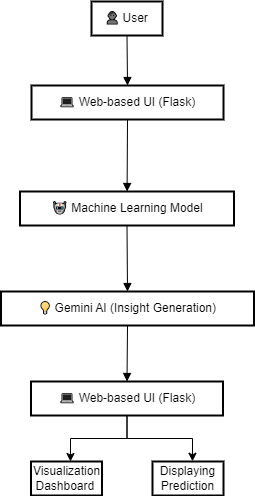 User
Web-based UI (Flask)
Machine Learning Model
Gemini AI (Insight Generation)
Web-based UI (Flask)
Visualization
Dashboard
Displaying
Prediction